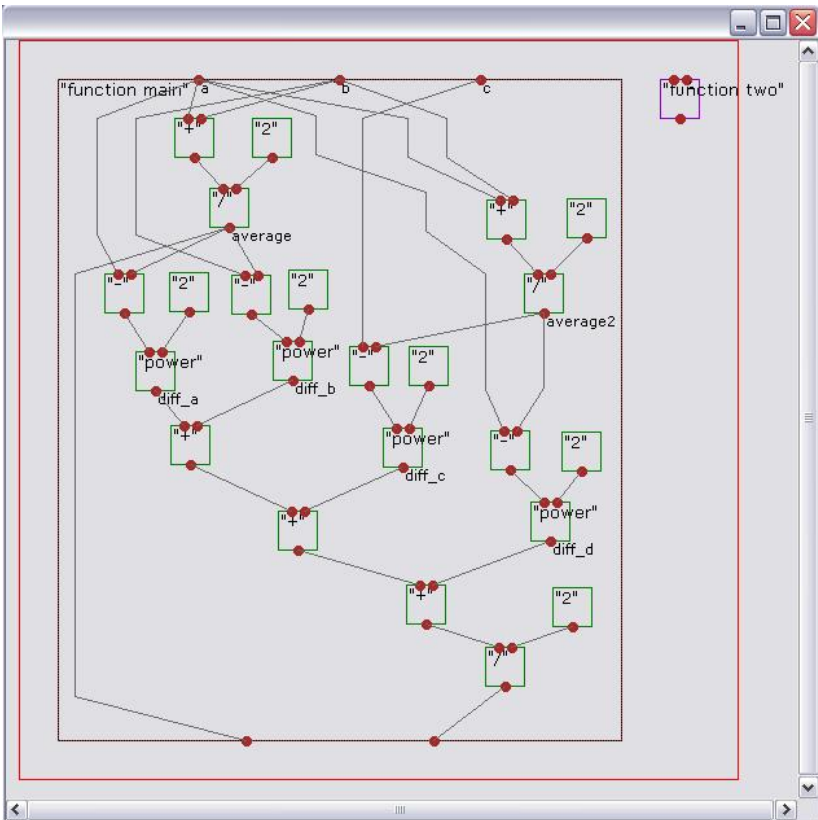 "function main"
a
b
c
"function two"
"+"
"2"
"/"
average
"+"
"2"
"/"
average2
"-"
"2"
"-"
"2"
"power"
diff_a
"power"
diff_b
"-"
"2"
"power"
diff_c
"+"
"-"
"2"
"power"
diff_d
"+"
"+"
"2"
"/"